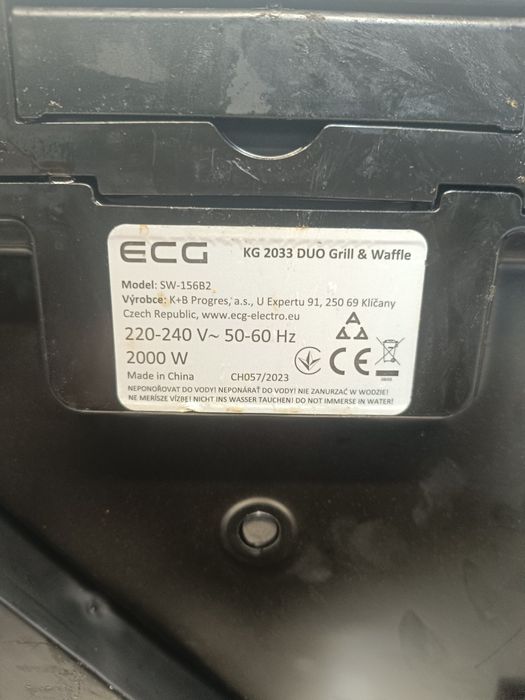 ECG KG 2033 DUO Grill & Waffle
Model: SW-156B2
Výrobce: K+B Progres, a.s., U Expertu 91, 250 69 Klíčany
Czech Republic, www.ecg-electro.eu
220-240 V~ 50-60 Hz
2000 W
Made in China CH057/2023
CE
NEPONOŘOVAT DO VODY! NEPONÁRAŤ DO VODY! NIE ZANURZAĆ W WODZIE!
NE MERÍSZE VÍZBE! NICHT INS WASSER TAUCHEN! DO NOT IMMERSE IN WATER!